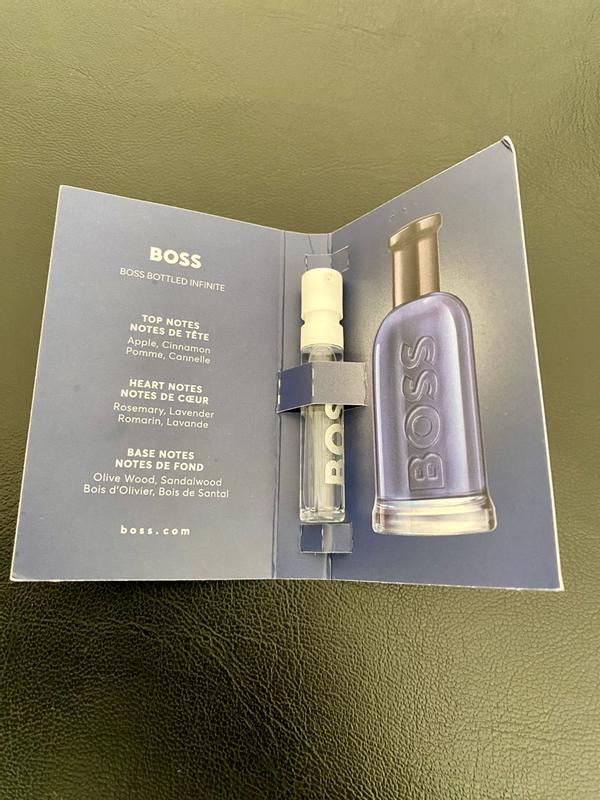 BOSS
BOSS BOTTLED INFINITE
TOP NOTES
NOTES DE TÊTE
Apple, Cinnamon
Pomme, Cannelle
HEART NOTES
NOTES DE CŒUR
Rosemary, Lavender
Romarin, Lavande
BASE NOTES
NOTES DE FOND
Olive Wood, Sandalwood
Bois d'Olivier, Bois de Santal
boss.com
BOS
BOSS